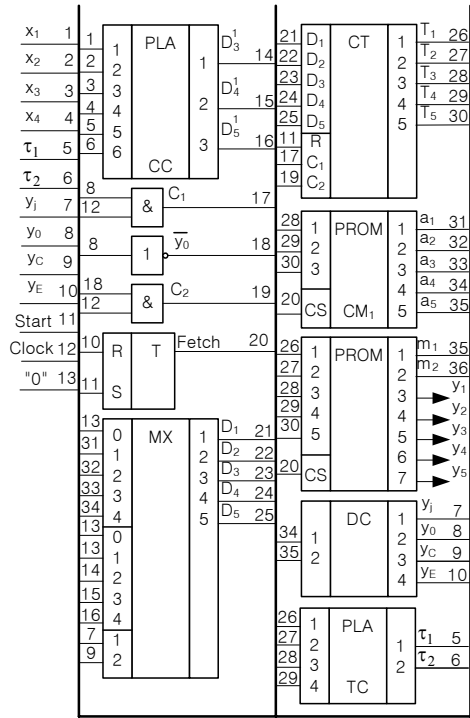 x₁ 1
x₂ 2
x₃ 3
x₄ 4
τ₁ 5
τ₂ 6
yⱼ 7
y₀ 8
y_C 9
y_E 10
Start 11
Clock 12
"0" 13
1 1 PLA D₃¹
2 2 1 14
3 3 D₄¹
4 4 2 15
5 5 D₅¹
6 6 3 16
CC
8 & C₁ 17
12
8 1 y̅₀ 18
18 & C₂ 19
12
10 R T Fetch 20
11 S
13 0 MX 1 D₁ 21
31 1 2 D₂ 22
32 2 3 D₃ 23
33 3 4 D₄ 24
34 4 5 D₅ 25
13 0
13 1
14 2
15 3
16 4
7 1
9 2
21 D₁ CT 1 T₁ 26
22 D₂ 2 T₂ 27
23 D₃ 3 T₃ 28
24 D₄ 4 T₄ 29
25 D₅ 5 T₅ 30
11 R
17 C₁
19 C₂
28 1 PROM 1 a₁ 31
29 2 2 a₂ 32
30 3 3 a₃ 33
4 a₄ 34
20 CS CM₁ 5 a₅ 35
26 1 PROM 1 m₁ 35
27 2 2 m₂ 36
28 3 3 y₁
29 4 4 y₂
30 5 5 y₃
6 y₄
20 CS 7 y₅
34 1 DC 1 yⱼ 7
35 2 2 y₀ 8
3 y_C 9
4 y_E 10
26 1 PLA
27 2 1 τ₁ 5
28 3 2 τ₂ 6
29 4 TC